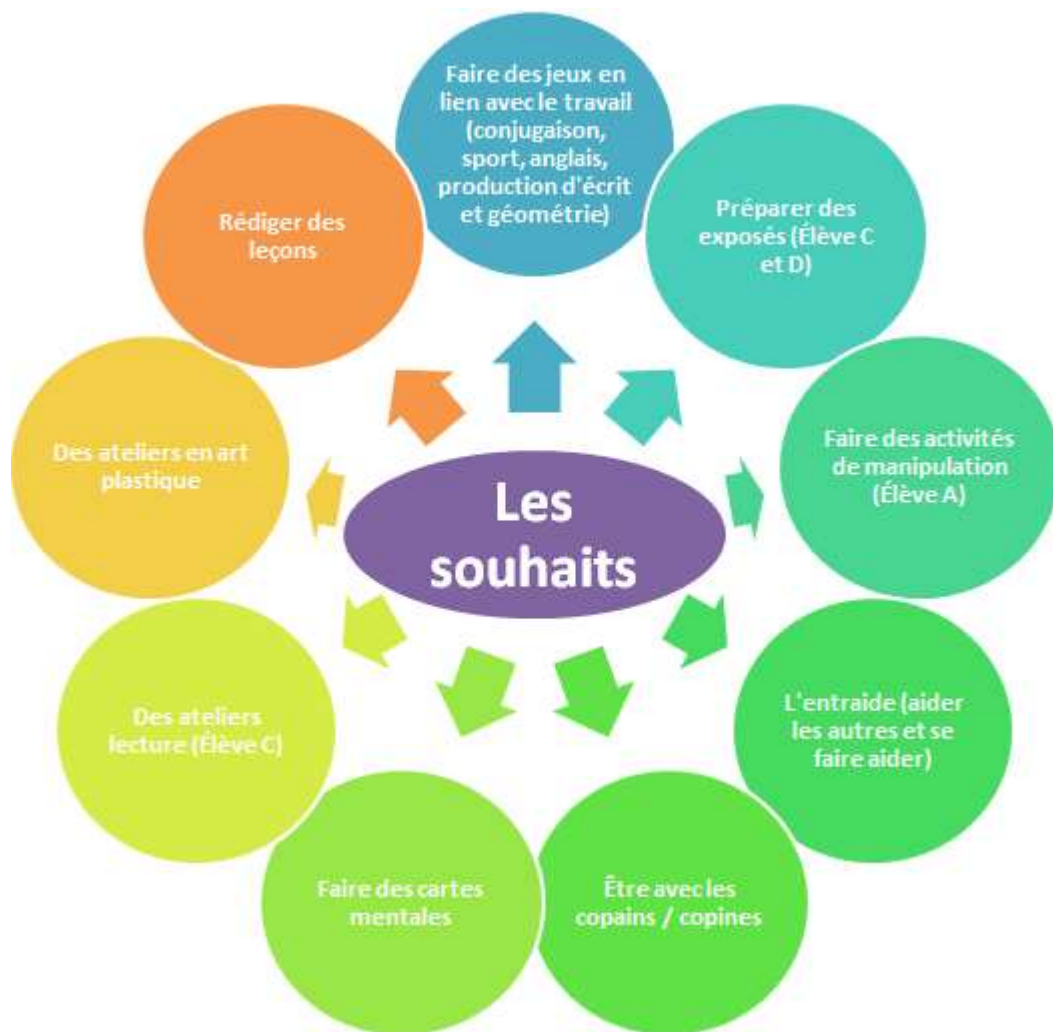 Faire des jeux en
lien avec le travail
(conjugaison,
sport, anglais,
production d'écrit
et géométrie)
Préparer des
exposés (Élève C
et D)
Faire des activités
de manipulation
(Élève A)
L'entraide (aider
les autres et se
faire aider)
Être avec les
copains / copines
Faire des cartes
mentales
Des ateliers
lecture (Élève C)
Des ateliers en art
plastique
Rédiger des
leçons
Les
souhaits